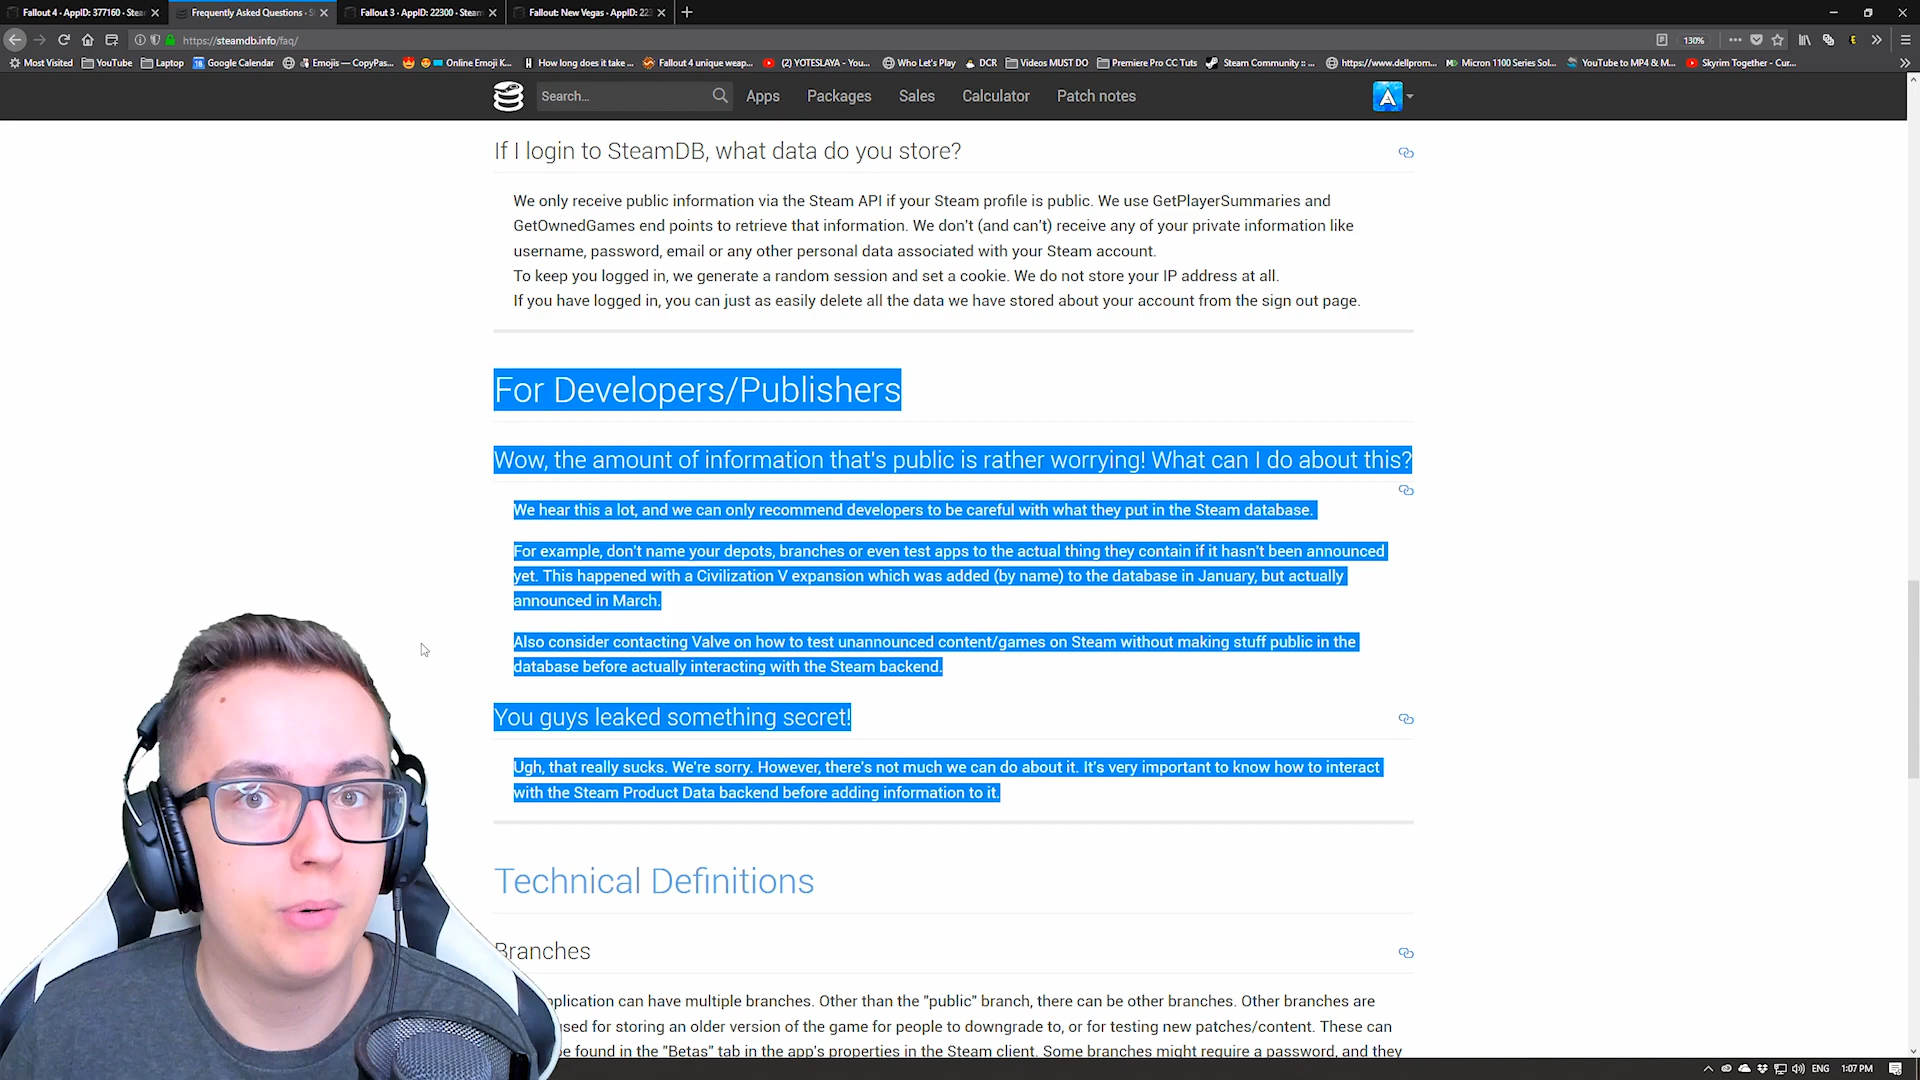 Fallout 4 · AppID: 377160 · Stea
Frequently Asked Questions · S
Fallout 3 · AppID: 22300 · Steam
Fallout: New Vegas · AppID: 223
https://steamdb.info/faq/
130%
Most Visited
YouTube
Laptop
Google Calendar
Emojis — CopyPas...
Online Emoji K...
How long does it take ...
Fallout 4 unique weap...
(2) YOTESLAYA - You...
Who Let's Play
DCR
Videos MUST DO
Premiere Pro CC Tuts
Steam Community :: ...
https://www.dellprom...
Micron 1100 Series Sol...
YouTube to MP4 & M...
Skyrim Together - Cur...
Search...
Apps
Packages
Sales
Calculator
Patch notes
If I login to SteamDB, what data do you store?
We only receive public information via the Steam API if your Steam profile is public. We use GetPlayerSummaries and
GetOwnedGames end points to retrieve that information. We don't (and can't) receive any of your private information like
username, password, email or any other personal data associated with your Steam account.
To keep you logged in, we generate a random session and set a cookie. We do not store your IP address at all.
If you have logged in, you can just as easily delete all the data we have stored about your account from the sign out page.
For Developers/Publishers
Wow, the amount of information that's public is rather worrying! What can I do about this?
We hear this a lot, and we can only recommend developers to be careful with what they put in the Steam database.
For example, don't name your depots, branches or even test apps to the actual thing they contain if it hasn't been announced
yet. This happened with a Civilization V expansion which was added (by name) to the database in January, but actually
announced in March.
Also consider contacting Valve on how to test unannounced content/games on Steam without making stuff public in the
database before actually interacting with the Steam backend.
You guys leaked something secret!
Ugh, that really sucks. We're sorry. However, there's not much we can do about it. It's very important to know how to interact
with the Steam Product Data backend before adding information to it.
Technical Definitions
Branches
plication can have multiple branches. Other than the "public" branch, there can be other branches. Other branches are
sed for storing an older version of the game for people to downgrade to, or for testing new patches/content. These can
be found in the "Betas" tab in the app's properties in the Steam client. Some branches might require a password, and they
ENG
1:07 PM